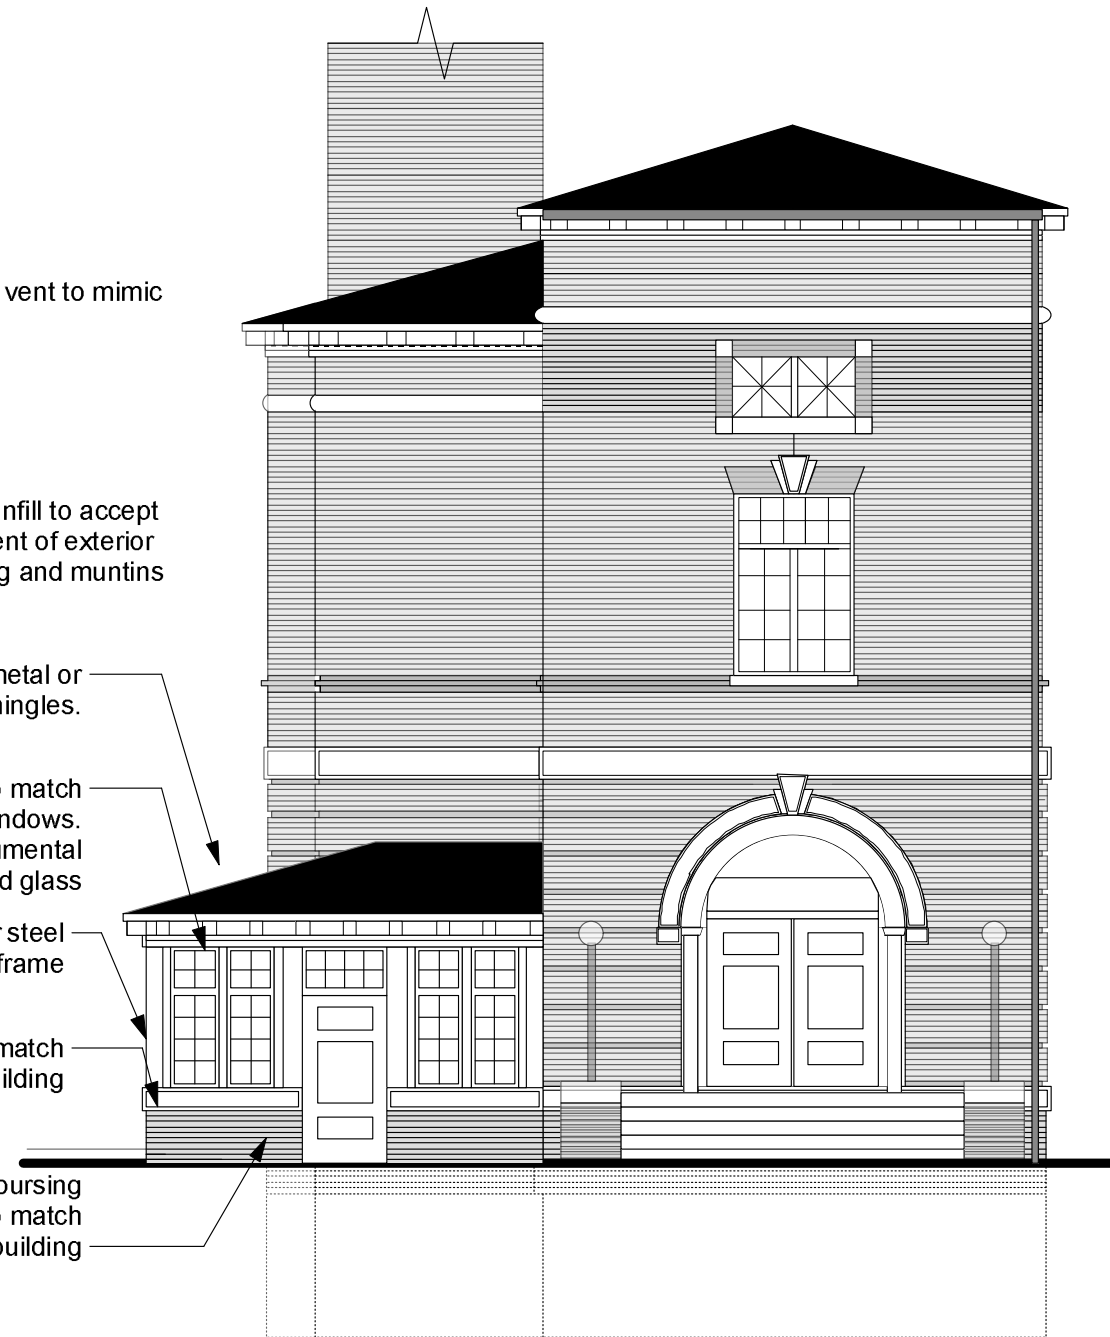 vent to mimic
nfill to accept
ent of exterior
g and muntins
netal or
ingles.
match
ndows.
umental
d glass
r steel
frame
match
ilding
oursing
match
building